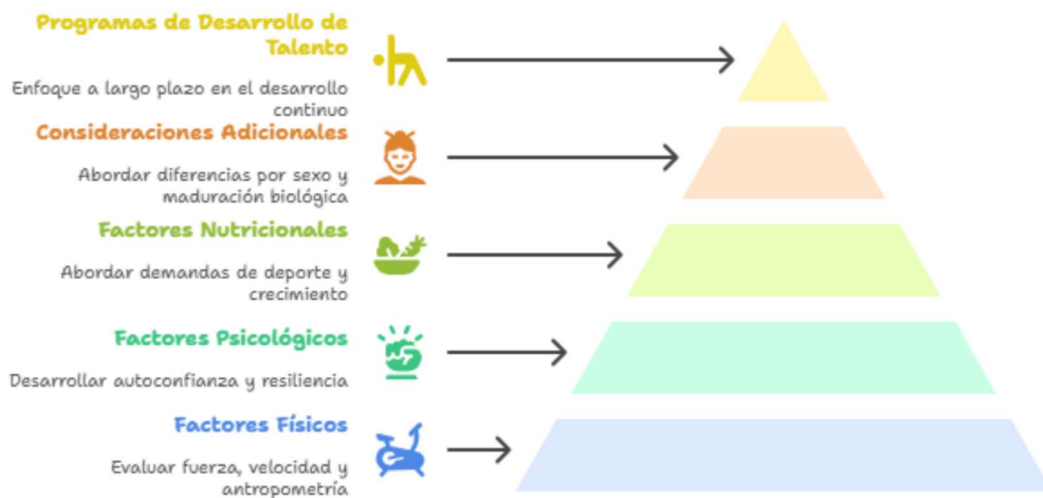 Programas de Desarrollo de
Talento
Enfoque a largo plazo en el desarrollo
continuo
Consideraciones Adicionales
Abordar diferencias por sexo y
maduración biológica
Factores Nutricionales
Abordar demandas de deporte y
crecimiento
Factores Psicológicos
Desarrollar autoconfianza y resiliencia
Factores Físicos
Evaluar fuerza, velocidad y
antropometría